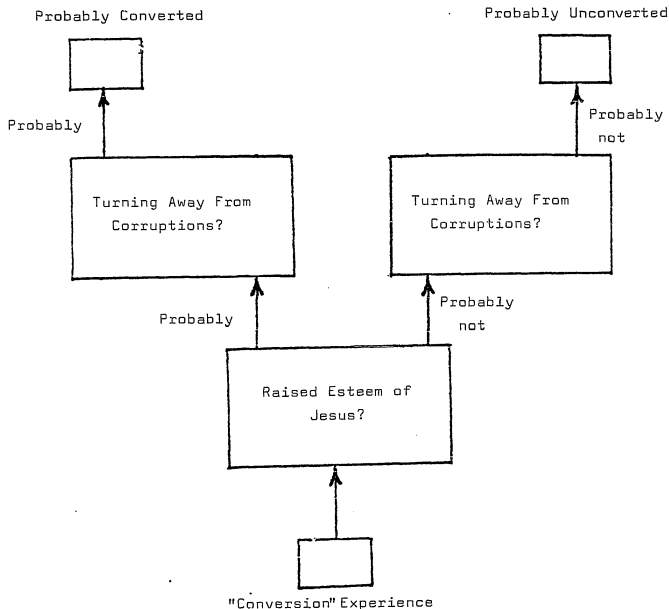 Probably Converted
Probably Unconverted
Probably
Probably
not
Turning Away From
Corruptions?
Turning Away From
Corruptions?
Probably
Probably
not
Raised Esteem of
Jesus?
"Conversion" Experience